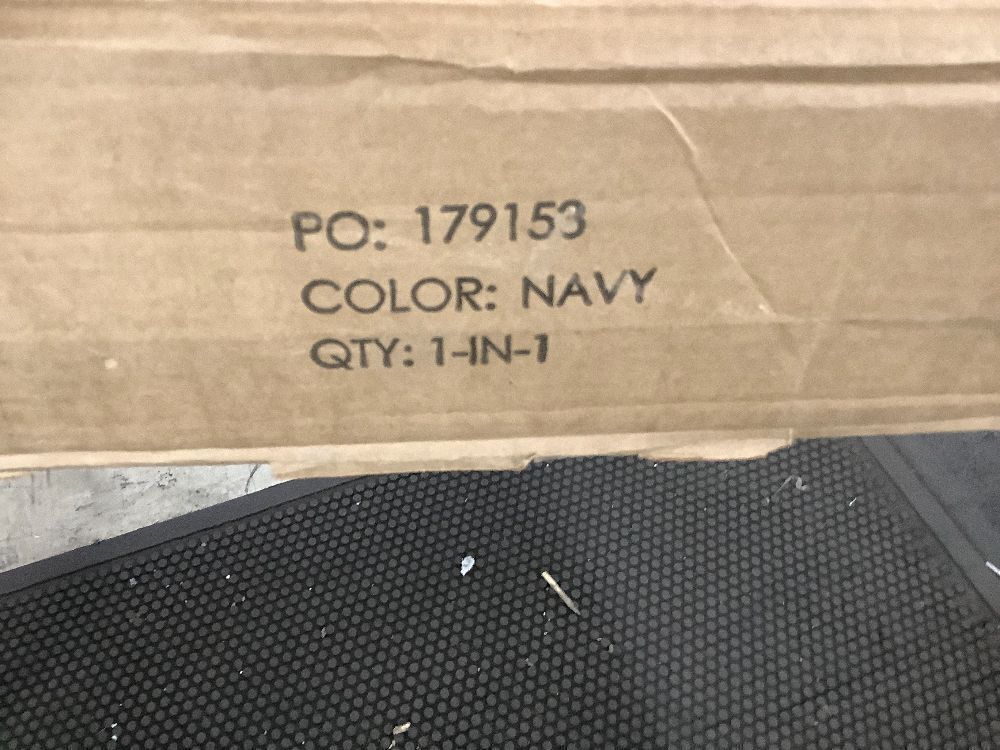 PO: 179153
COLOR: NAVY
QTY: 1-IN-1